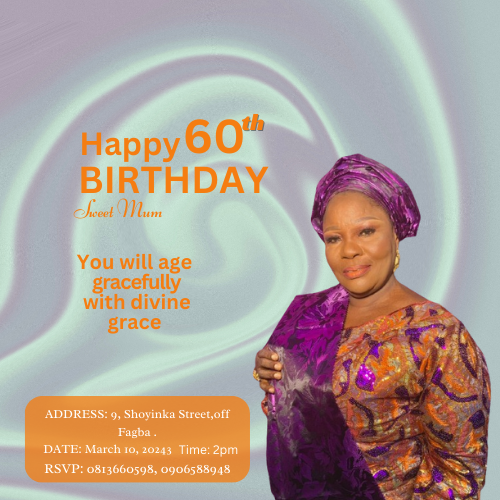 Happy 60th
BIRTHDAY
Sweet Mum
You will age
gracefully
with divine
grace
ADDRESS: 9, Shoyinka Street,off
Fagba .
DATE: March 10, 20243 Time: 2pm
RSVP: 0813660598, 0906588948